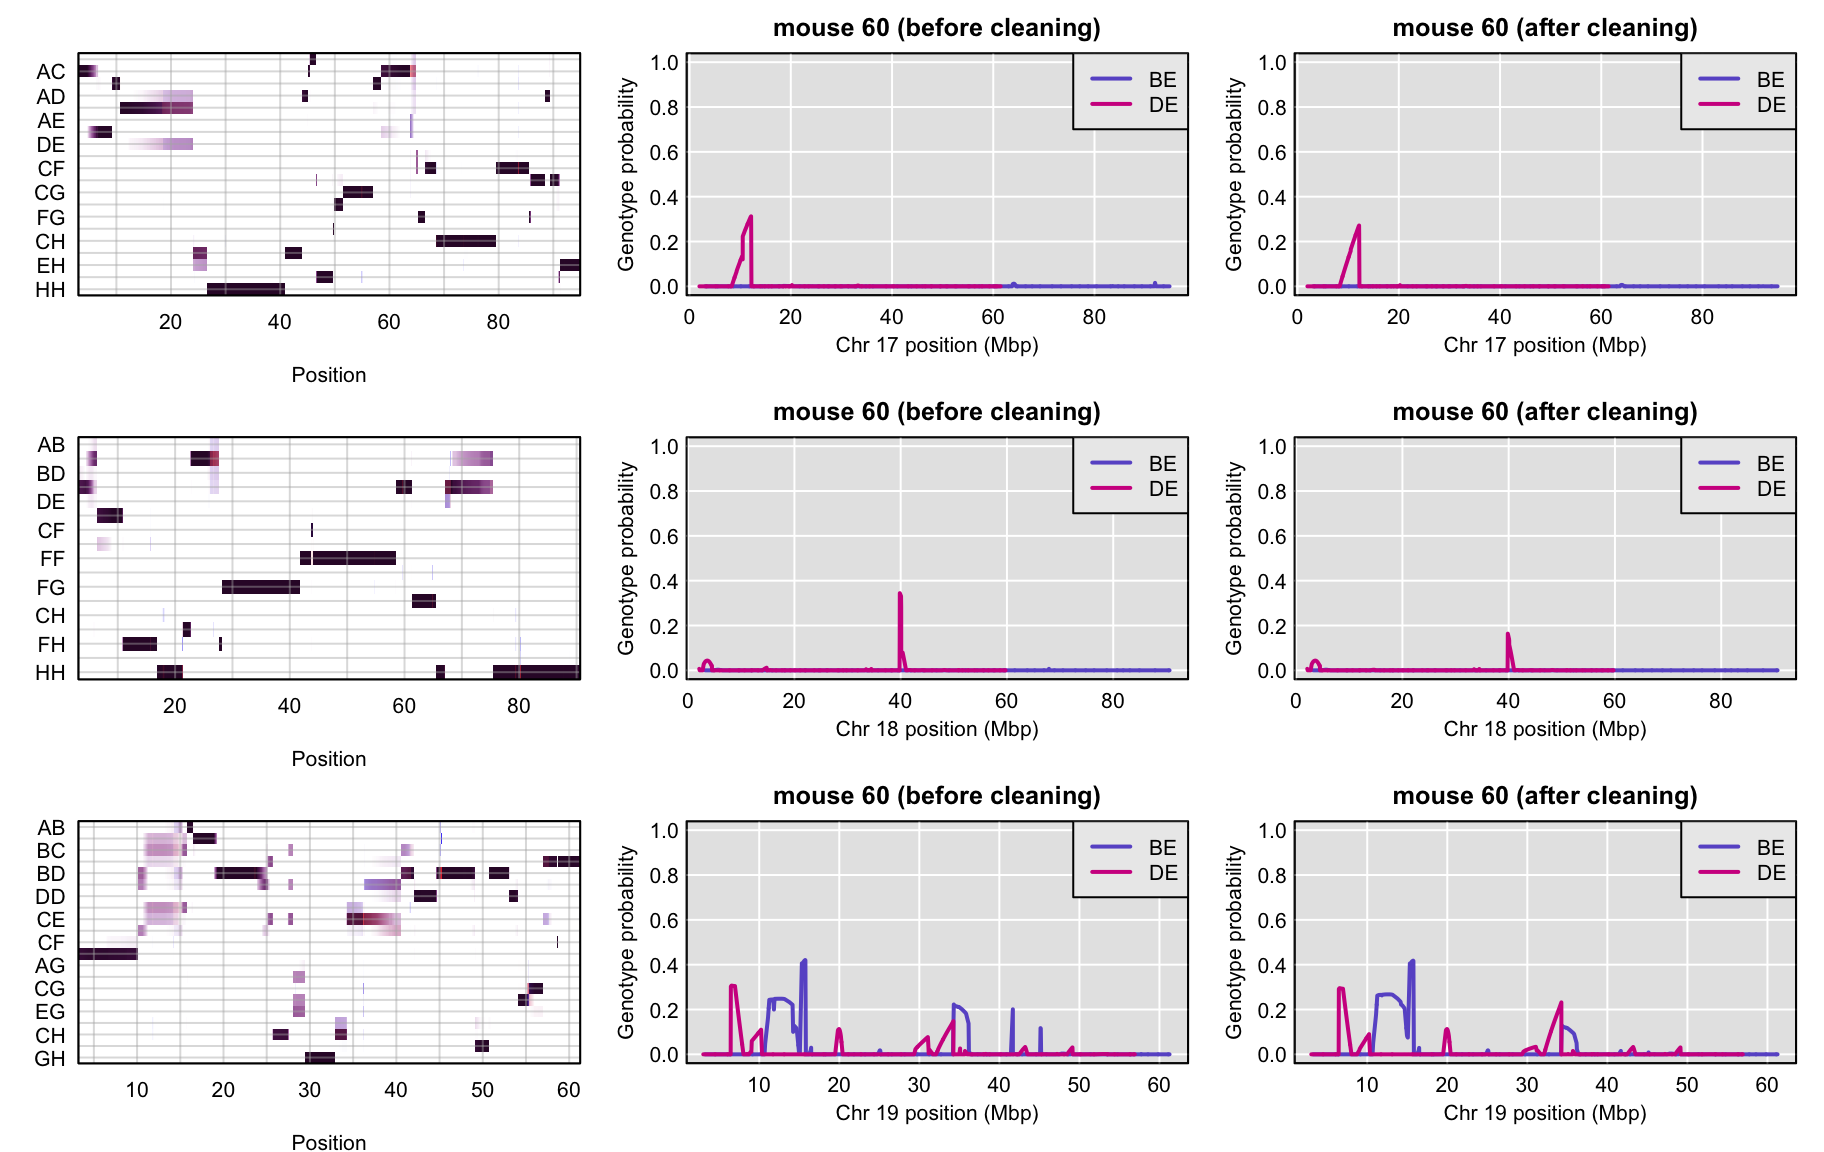 AC
AD
AE
DE
CF
CG
FG
CH
EH
HH
20 40 60 80
Position
mouse 60 (before cleaning)
1.0
0.8
0.6
0.4
0.2
0.0
Genotype probability
BE
DE
0 20 40 60 80
Chr 17 position (Mbp)
mouse 60 (after cleaning)
1.0
0.8
0.6
0.4
0.2
0.0
Genotype probability
BE
DE
0 20 40 60 80
Chr 17 position (Mbp)
AB
BD
DE
CF
FF
FG
CH
FH
HH
20 40 60 80
Position
mouse 60 (before cleaning)
1.0
0.8
0.6
0.4
0.2
0.0
Genotype probability
BE
DE
0 20 40 60 80
Chr 18 position (Mbp)
mouse 60 (after cleaning)
1.0
0.8
0.6
0.4
0.2
0.0
Genotype probability
BE
DE
0 20 40 60 80
Chr 18 position (Mbp)
AB
BC
BD
DD
CE
CF
AG
CG
EG
CH
GH
10 20 30 40 50 60
Position
mouse 60 (before cleaning)
1.0
0.8
0.6
0.4
0.2
0.0
Genotype probability
BE
DE
10 20 30 40 50 60
Chr 19 position (Mbp)
mouse 60 (after cleaning)
1.0
0.8
0.6
0.4
0.2
0.0
Genotype probability
BE
DE
10 20 30 40 50 60
Chr 19 position (Mbp)